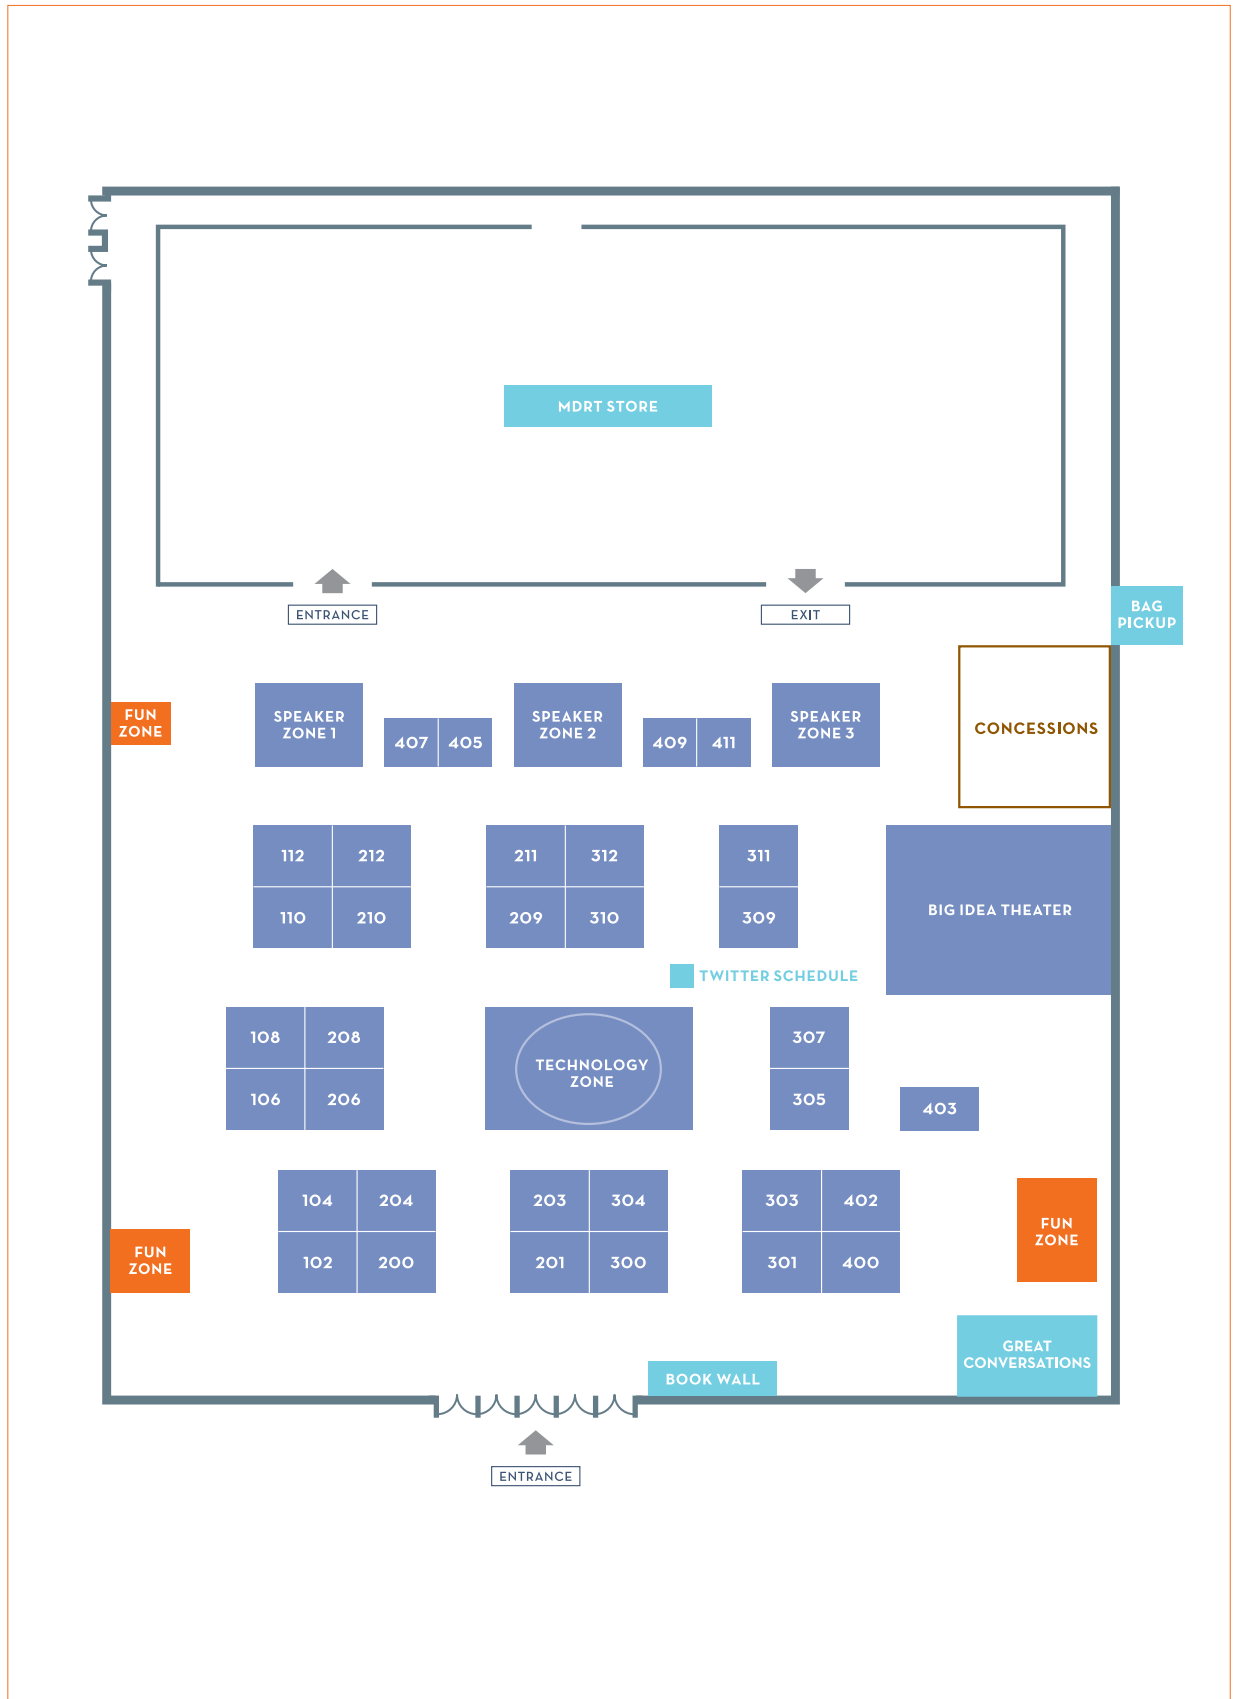 MDRT STORE
ENTRANCE
EXIT
BAG
PICKUP
FUN
ZONE
SPEAKER
ZONE 1
407
405
SPEAKER
ZONE 2
409
411
SPEAKER
ZONE 3
CONCESSIONS
112
212
211
312
311
110
210
209
310
309
BIG IDEA THEATER
TWITTER SCHEDULE
108
208
TECHNOLOGY
ZONE
307
106
206
305
403
104
204
203
304
303
402
FUN
ZONE
102
200
201
300
301
400
FUN
ZONE
GREAT
CONVERSATIONS
BOOK WALL
ENTRANCE